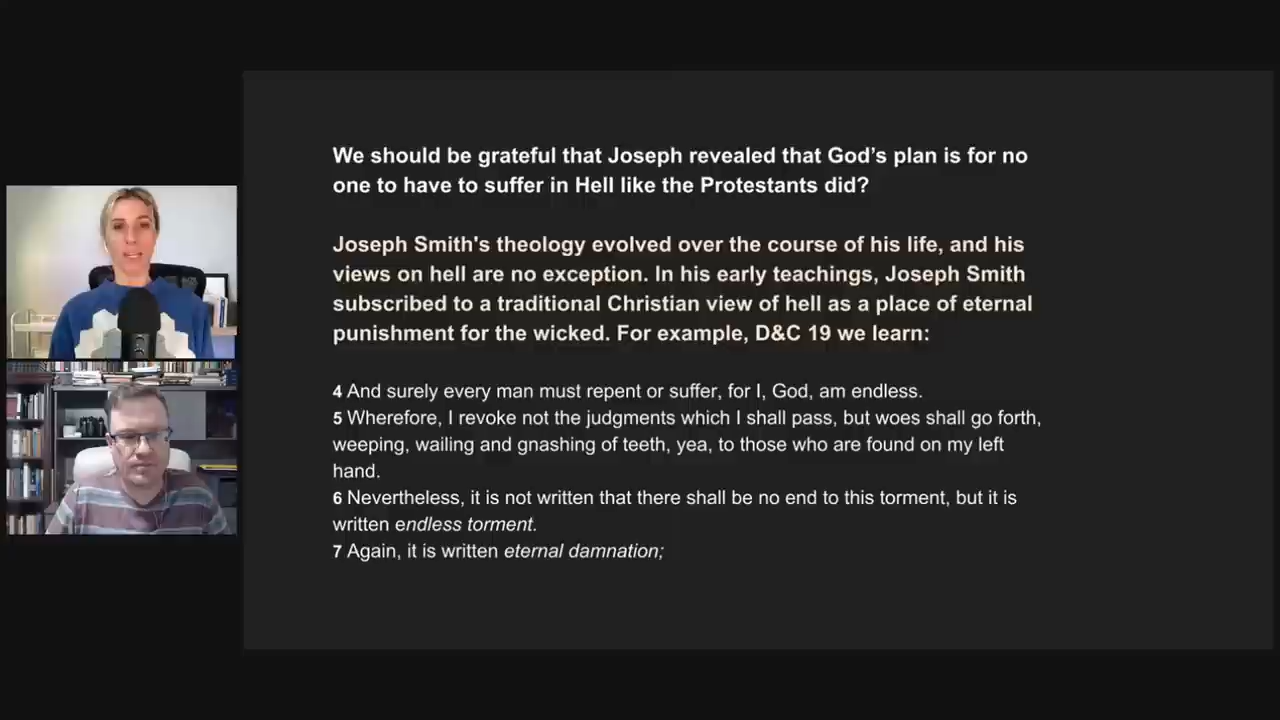 We should be grateful that Joseph revealed that God’s plan is for no
one to have to suffer in Hell like the Protestants did?
Joseph Smith's theology evolved over the course of his life, and his
views on hell are no exception. In his early teachings, Joseph Smith
subscribed to a traditional Christian view of hell as a place of eternal
punishment for the wicked. For example, D&C 19 we learn:
4 And surely every man must repent or suffer, for I, God, am endless.
5 Wherefore, I revoke not the judgments which I shall pass, but woes shall go forth,
weeping, wailing and gnashing of teeth, yea, to those who are found on my left
hand.
6 Nevertheless, it is not written that there shall be no end to this torment, but it is
written endless torment.
7 Again, it is written eternal damnation;